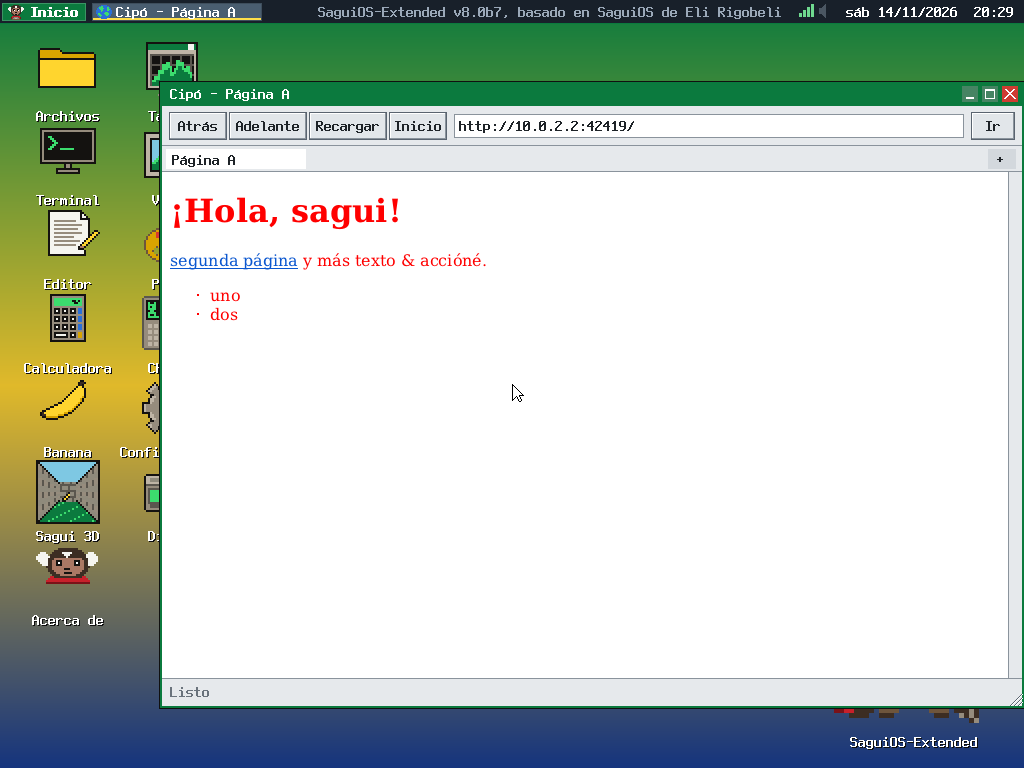 Inicio
Cipó - Página A
SaguiOS-Extended v8.0b7, basado en SaguiOS de Eli Rigobeli
sáb 14/11/2026 20:29
Archivos
Terminal
Editor
Calculadora
Banana
Confi
Sagui 3D
Acerca de
Cipó - Página A
Atrás
Adelante
Recargar
Inicio
http://10.0.2.2:42419/
Ir
Página A
+
¡Hola, sagui!
segunda página y más texto & accióné.
· uno
· dos
Listo
SaguiOS-Extended